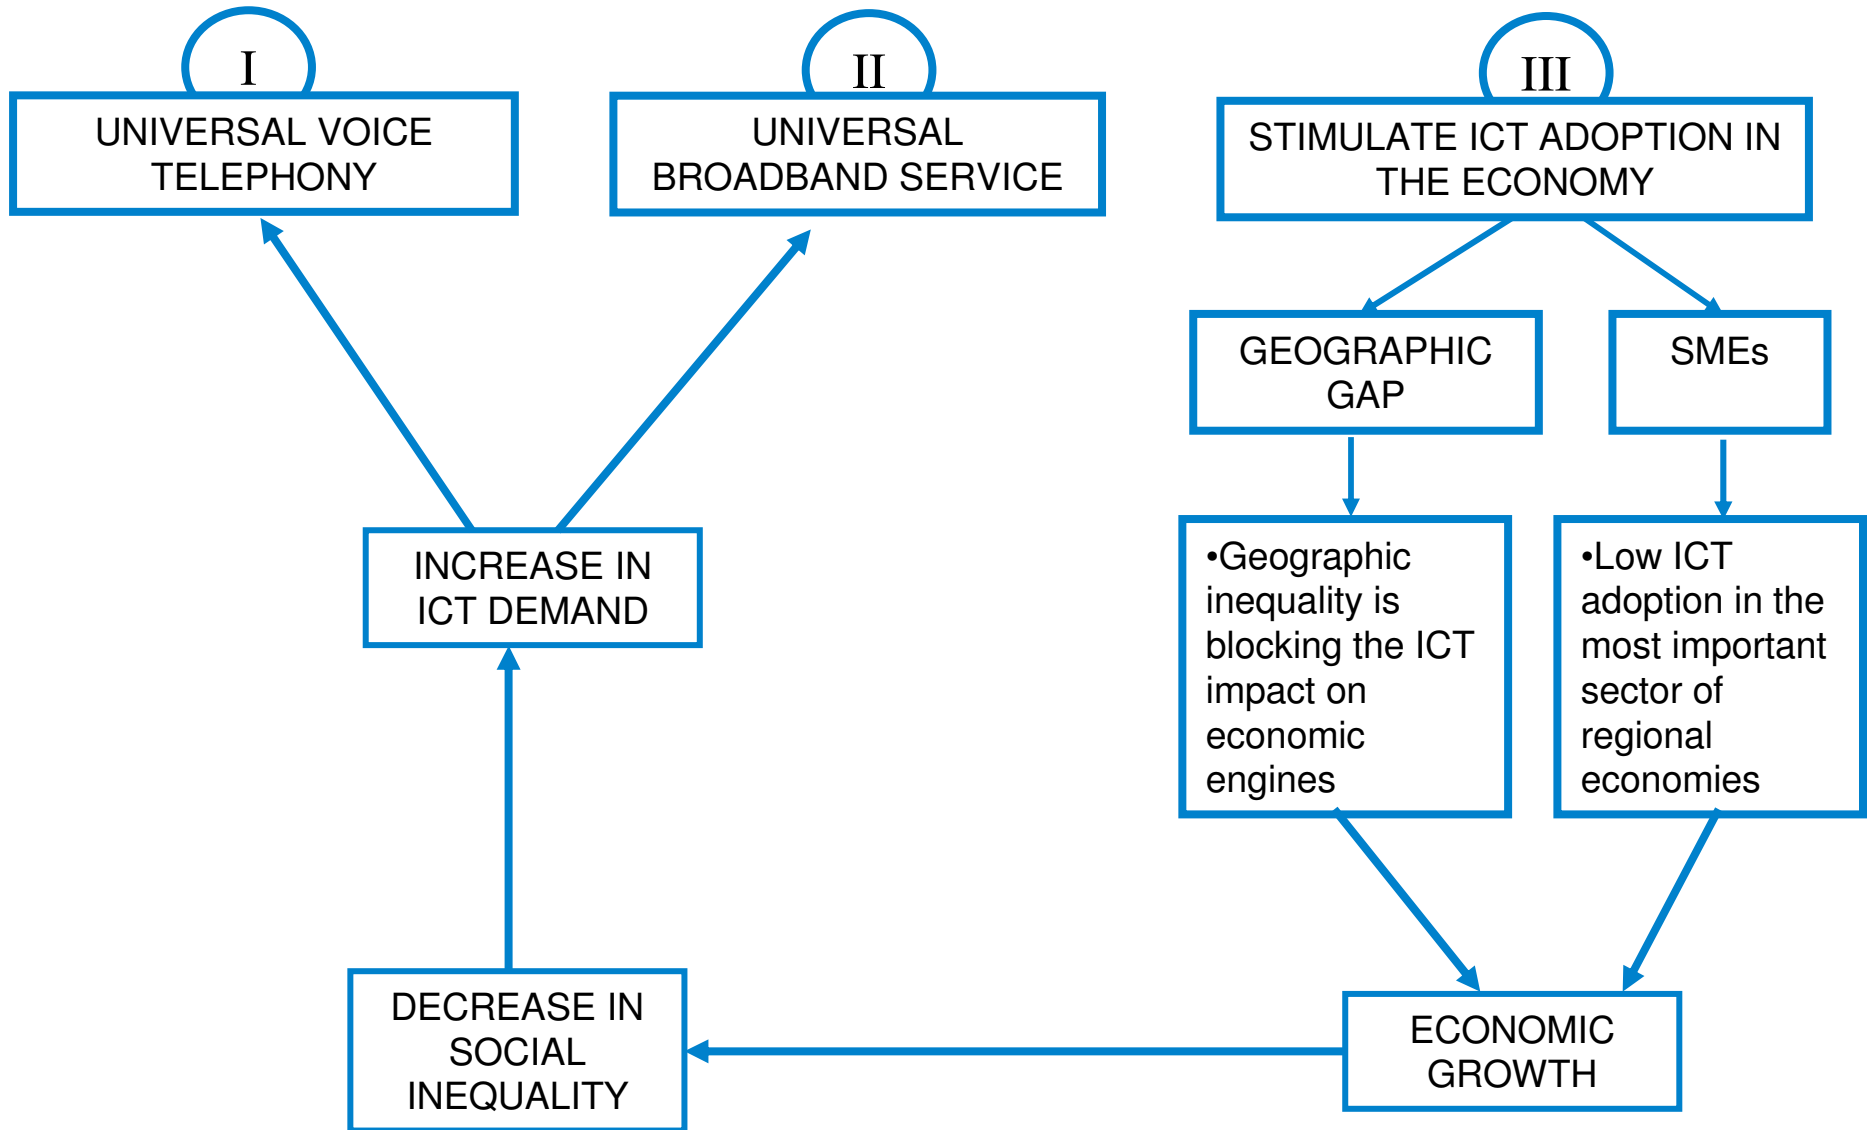 I
UNIVERSAL VOICE
TELEPHONY
II
UNIVERSAL
BROADBAND SERVICE
III
STIMULATE ICT ADOPTION IN
THE ECONOMY
GEOGRAPHIC
GAP
SMEs
•Geographic
inequality is
blocking the ICT
impact on
economic
engines
•Low ICT
adoption in the
most important
sector of
regional
economies
INCREASE IN
ICT DEMAND
DECREASE IN
SOCIAL
INEQUALITY
ECONOMIC
GROWTH